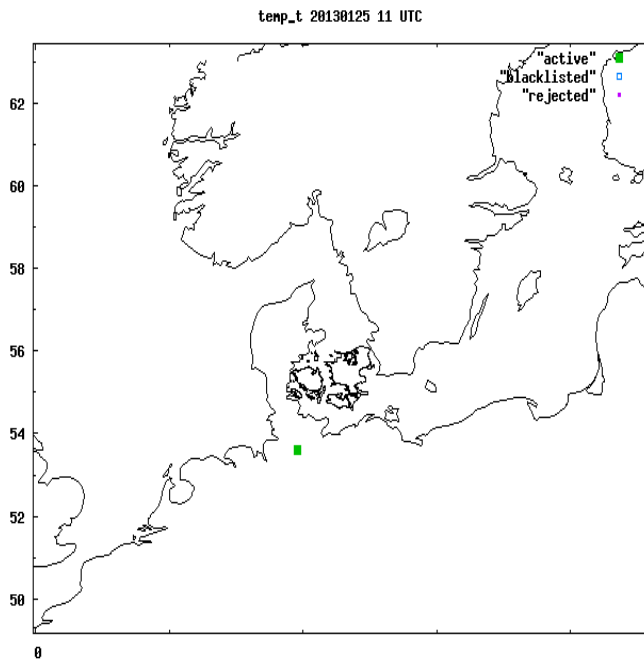 temp_t 20130125 11 UTC
"active"
"blacklisted"
"rejected"
62
60
58
56
54
52
50
0